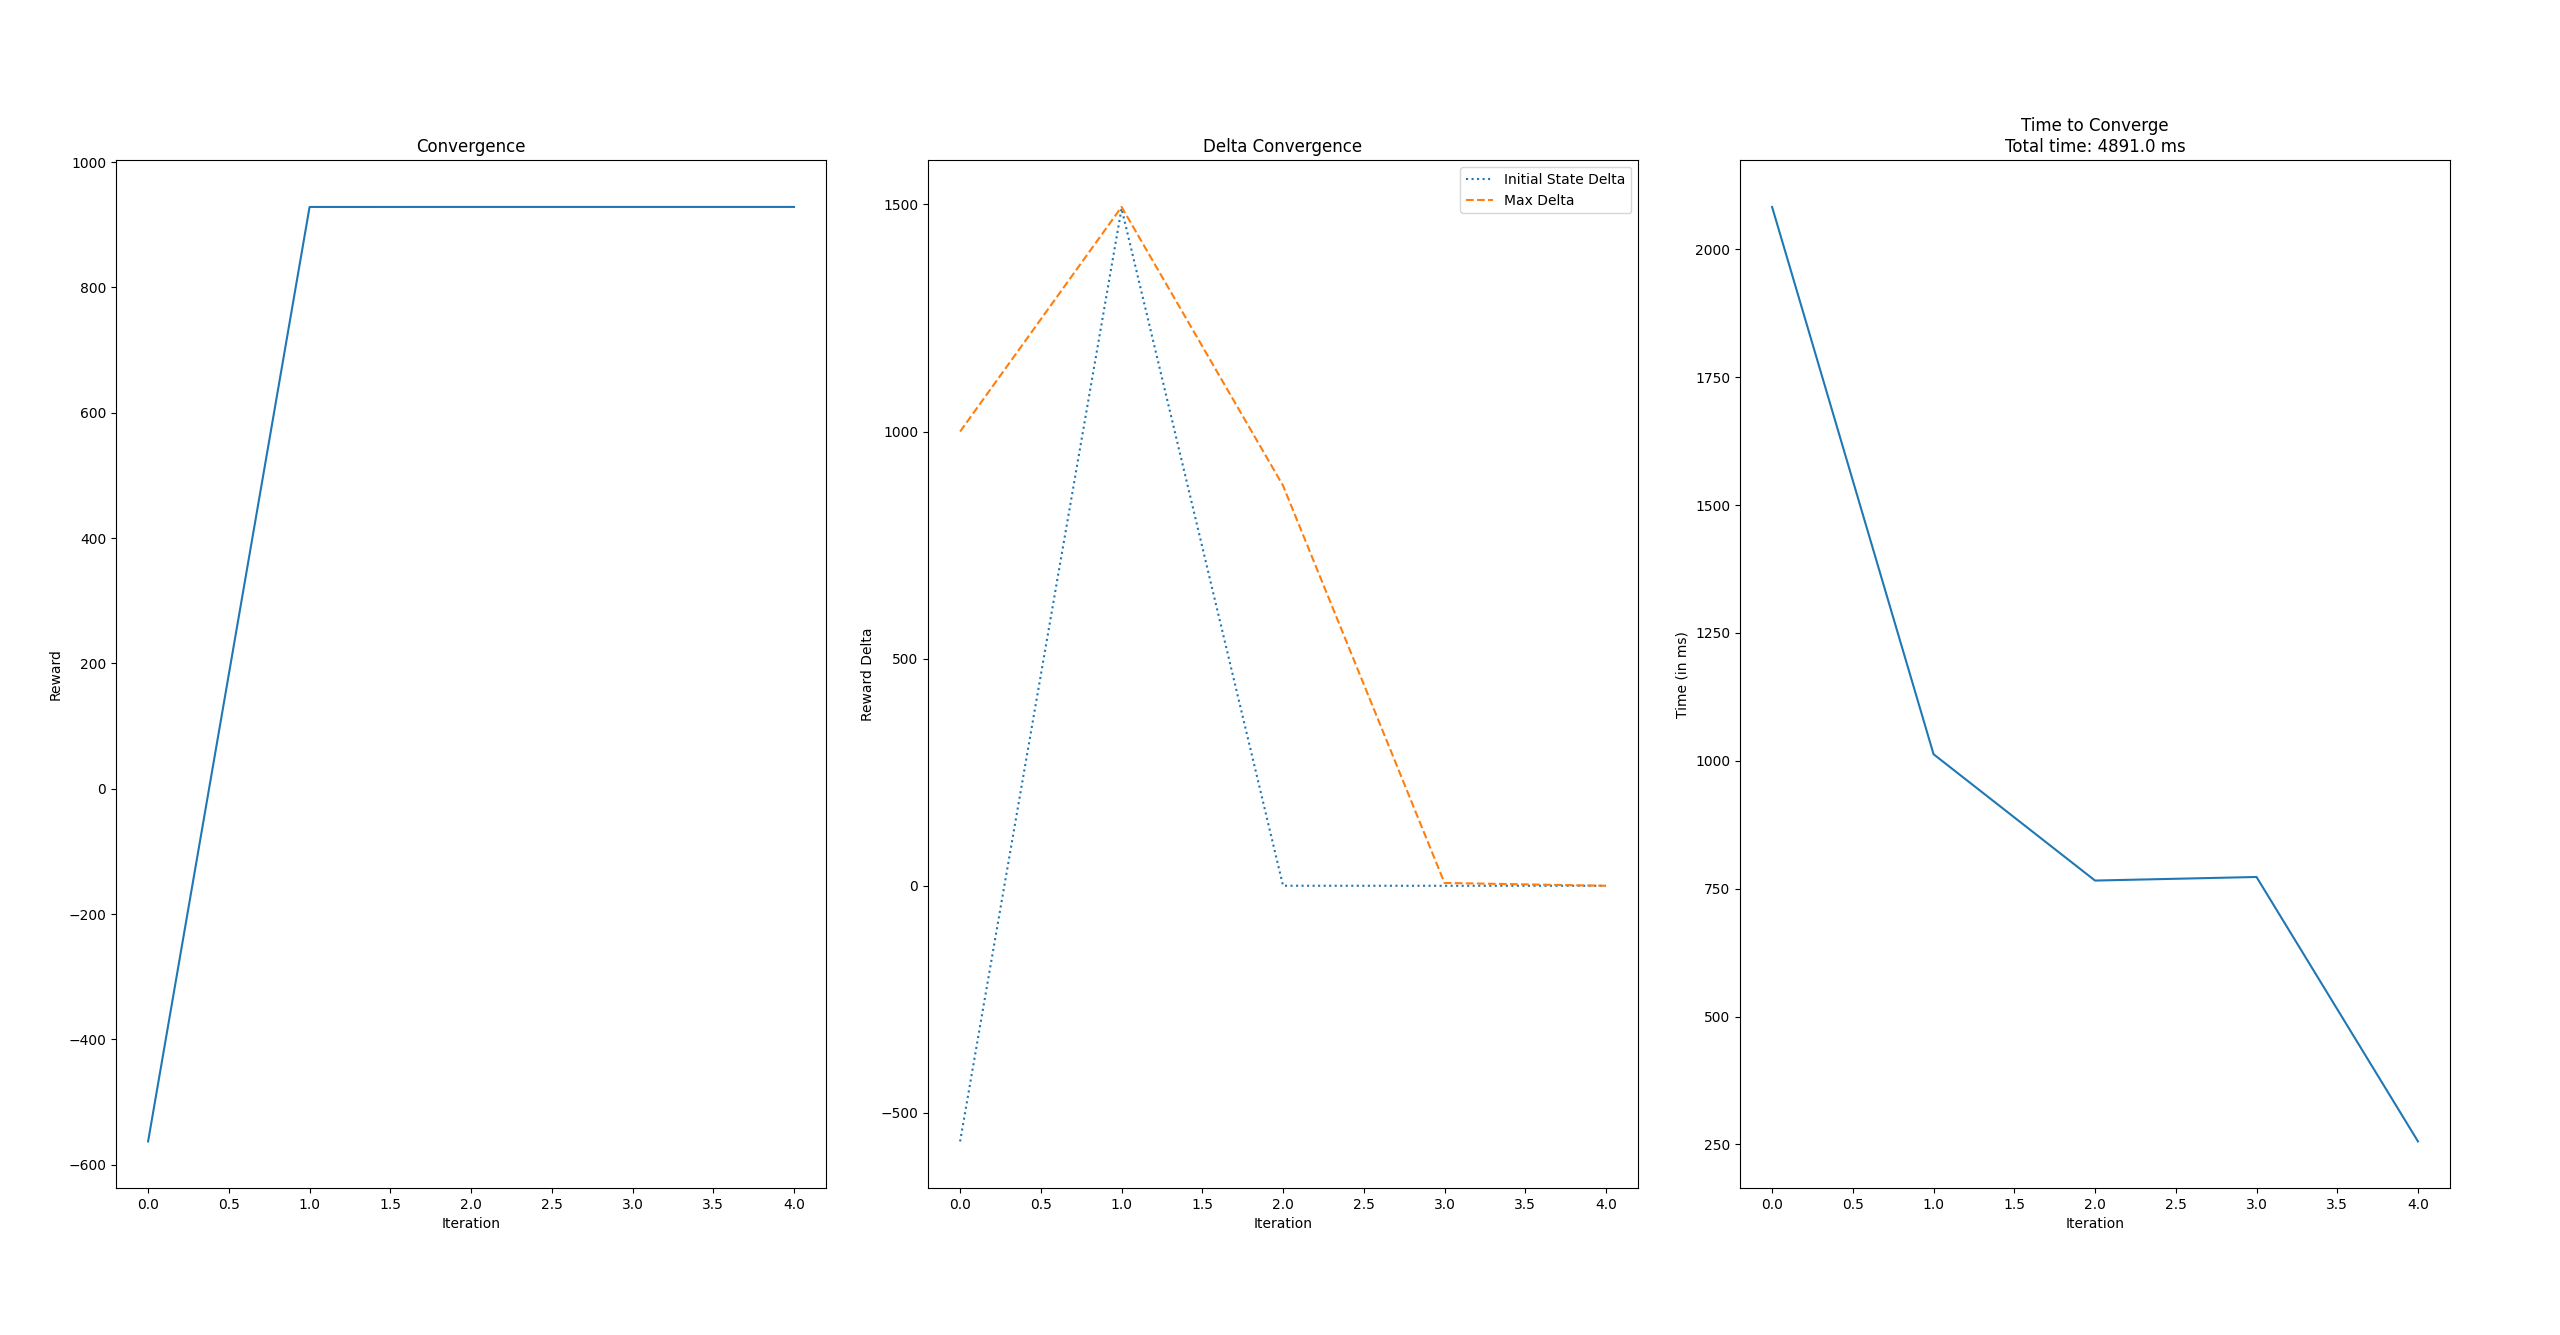 Convergence
1000
800
600
400
200
0
−200
−400
−600
Reward
0.0 0.5 1.0 1.5 2.0 2.5 3.0 3.5 4.0
Iteration
Delta Convergence
Initial State Delta
Max Delta
1500
1000
500
0
−500
Reward Delta
0.0 0.5 1.0 1.5 2.0 2.5 3.0 3.5 4.0
Iteration
Time to Converge
Total time: 4891.0 ms
2000
1750
1500
1250
1000
750
500
250
Time (in ms)
0.0 0.5 1.0 1.5 2.0 2.5 3.0 3.5 4.0
Iteration